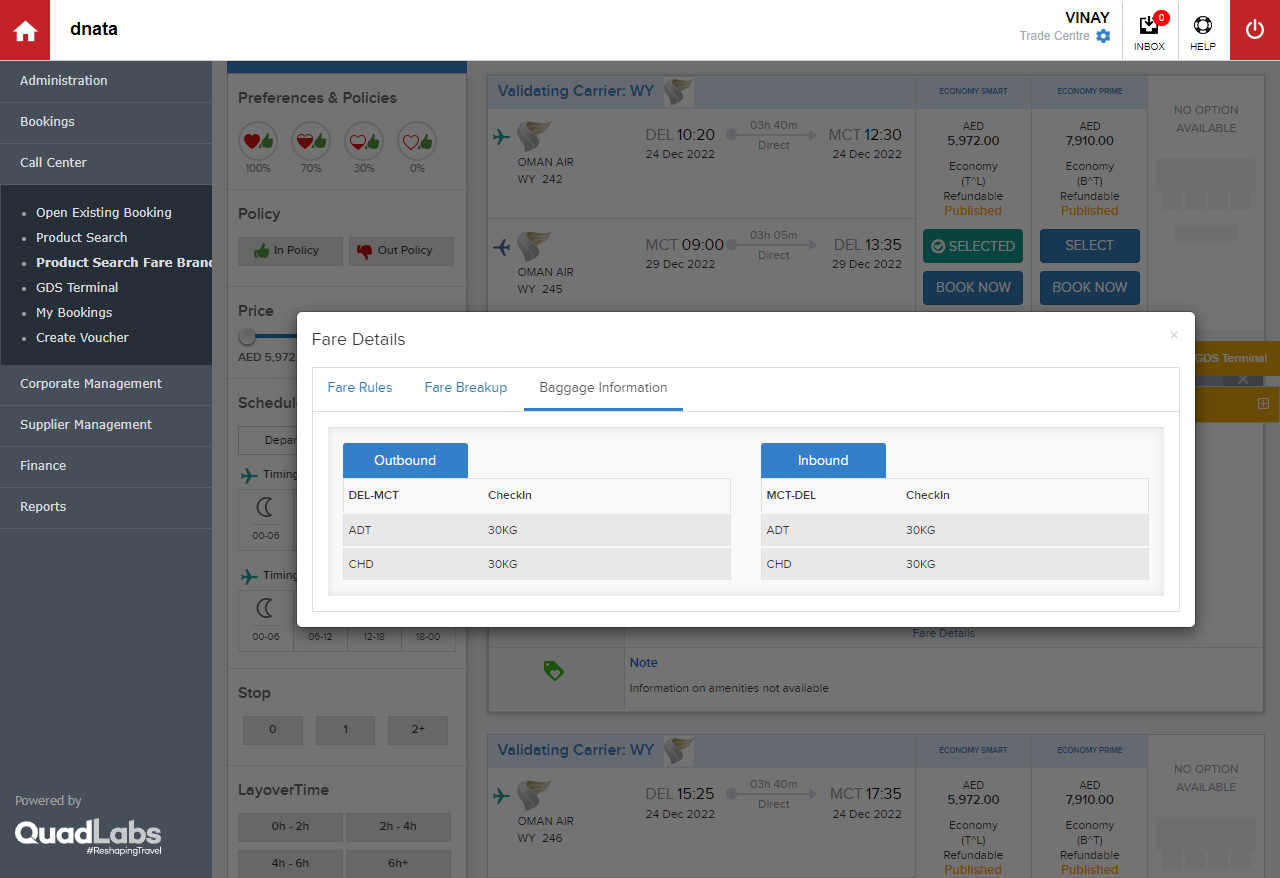 dnata
VINAY
Trade Centre
0
INBOX
HELP
Administration
Bookings
Call Center
Open Existing Booking
Product Search
Product Search Fare Brand
GDS Terminal
My Bookings
Create Voucher
Corporate Management
Supplier Management
Finance
Reports
Powered by
QuadLabs
#ReshapingTravel
Preferences & Policies
100% 70% 30% 0%
Policy
In Policy Out Policy
Price
AED 5,972.
Schedul
Depar
Timing
00-06
Timing
00-06 06-12 12-18 18-00
Stop
0 1 2+
LayoverTime
0h - 2h 2h - 4h
4h - 6h 6h+
Validating Carrier: WY
ECONOMY SMART ECONOMY PRIME
NO OPTION
AVAILABLE
OMAN AIR
WY 242
DEL 10:20 03h 40m MCT 12:30
24 Dec 2022 Direct 24 Dec 2022
OMAN AIR
WY 245
MCT 09:00 03h 05m DEL 13:35
29 Dec 2022 Direct 29 Dec 2022
AED
5,972.00
Economy
(T^L)
Refundable
Published
SELECTED
BOOK NOW
AED
7,910.00
Economy
(B^T)
Refundable
Published
SELECT
BOOK NOW
GDS Terminal
Fare Details
×
Fare Rules Fare Breakup Baggage Information
Outbound
DEL-MCT CheckIn
ADT 30KG
CHD 30KG
Inbound
MCT-DEL CheckIn
ADT 30KG
CHD 30KG
Fare Details
Note
Information on amenities not available
Validating Carrier: WY
ECONOMY SMART ECONOMY PRIME
NO OPTION
AVAILABLE
OMAN AIR
WY 246
DEL 15:25 03h 40m MCT 17:35
24 Dec 2022 Direct 24 Dec 2022
AED
5,972.00
Economy
(T^L)
Refundable
Published
AED
7,910.00
Economy
(B^T)
Refundable
Published